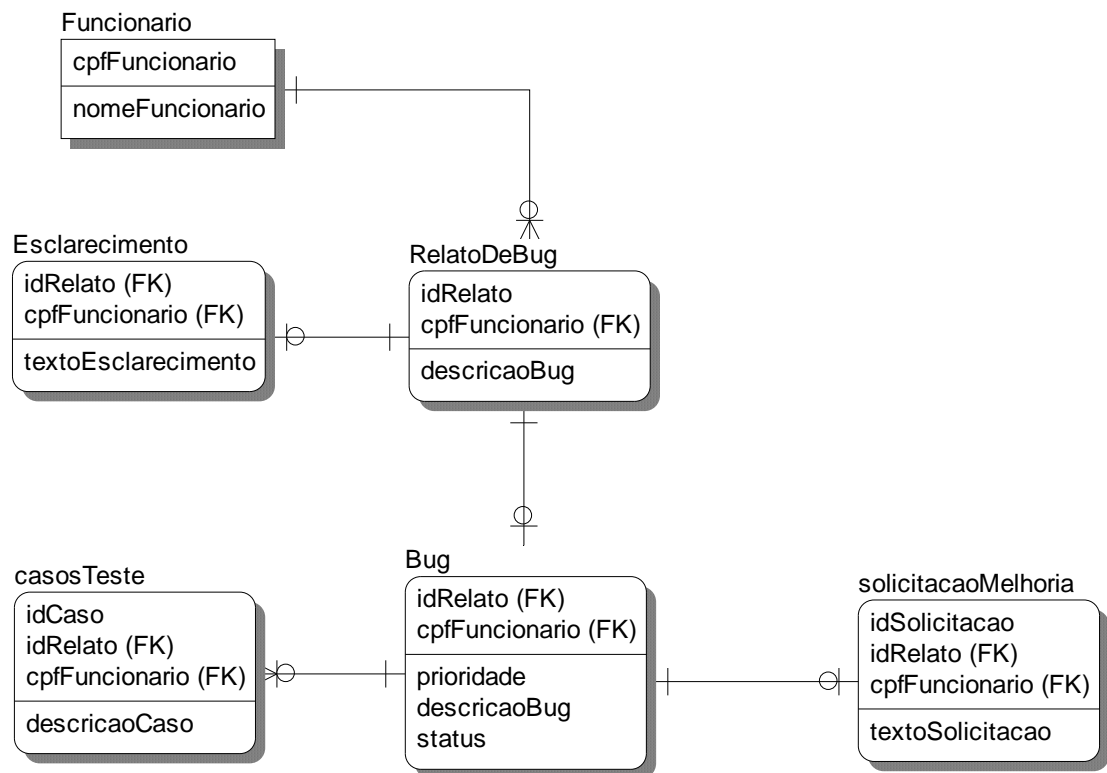 Funcionario
cpfFuncionario
nomeFuncionario
Esclarecimento
idRelato (FK)
cpfFuncionario (FK)
textoEsclarecimento
RelatoDeBug
idRelato
cpfFuncionario (FK)
descricaoBug
casosTeste
idCaso
idRelato (FK)
cpfFuncionario (FK)
descricaoCaso
Bug
idRelato (FK)
cpfFuncionario (FK)
prioridade
descricaoBug
status
solicitacaoMelhoria
idSolicitacao
idRelato (FK)
cpfFuncionario (FK)
textoSolicitacao